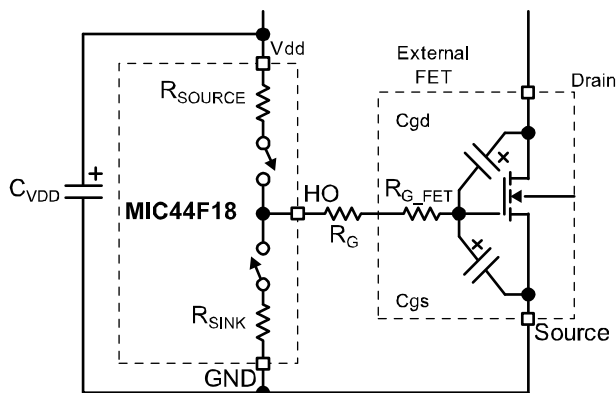 Vdd
External
FET
Drain
RSOURCE
Cgd
CVDD
+
MIC44F18
HO
RG_FET
RG
RSINK
Cgs
GND
Source